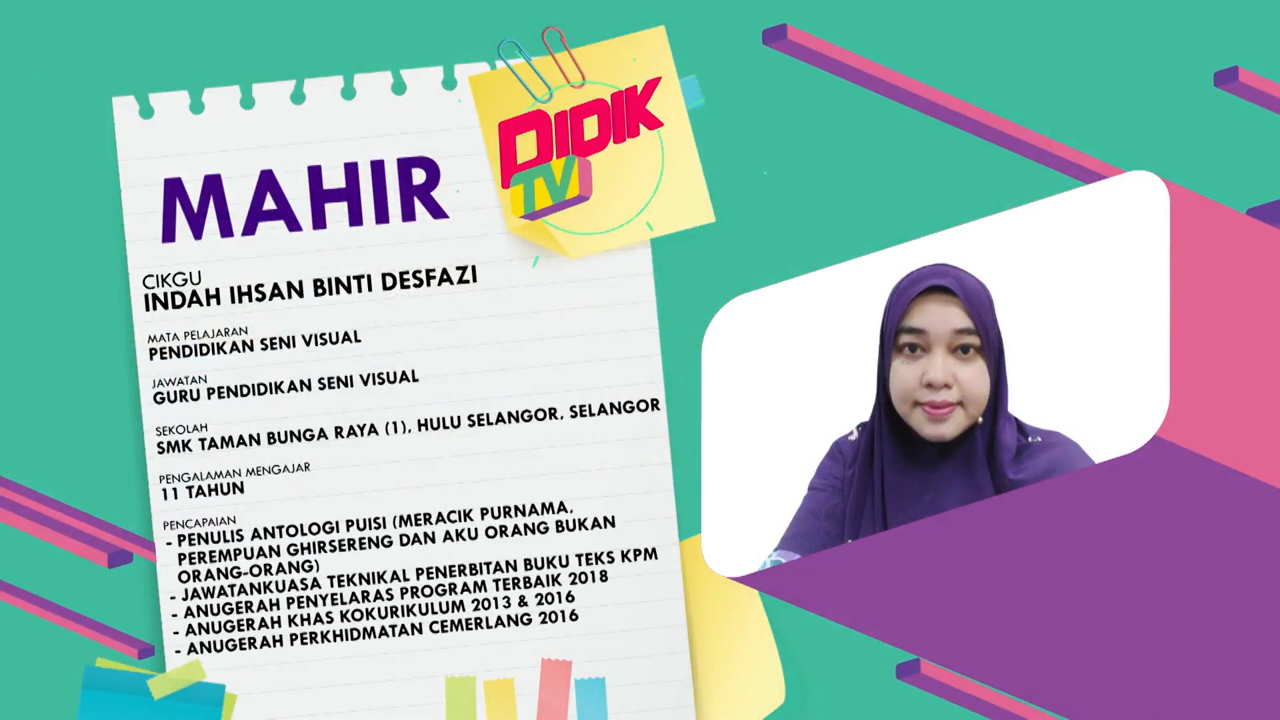 DIDIK
TV
MAHIR
CIKGU
INDAH IHSAN BINTI DESFAZI
MATA PELAJARAN
PENDIDIKAN SENI VISUAL
JAWATAN
GURU PENDIDIKAN SENI VISUAL
SEKOLAH
SMK TAMAN BUNGA RAYA (1), HULU SELANGOR, SELANGOR
PENGALAMAN MENGAJAR
11 TAHUN
PENCAPAIAN
- PENULIS ANTOLOGI PUISI (MERACIK PURNAMA,
PEREMPUAN GHIRSERENG DAN AKU ORANG BUKAN
ORANG-ORANG)
- JAWATANKUASA TEKNIKAL PENERBITAN BUKU TEKS KPM
- ANUGERAH PENYELARAS PROGRAM TERBAIK 2018
- ANUGERAH KHAS KOKURIKULUM 2013 & 2016
- ANUGERAH PERKHIDMATAN CEMERLANG 2016